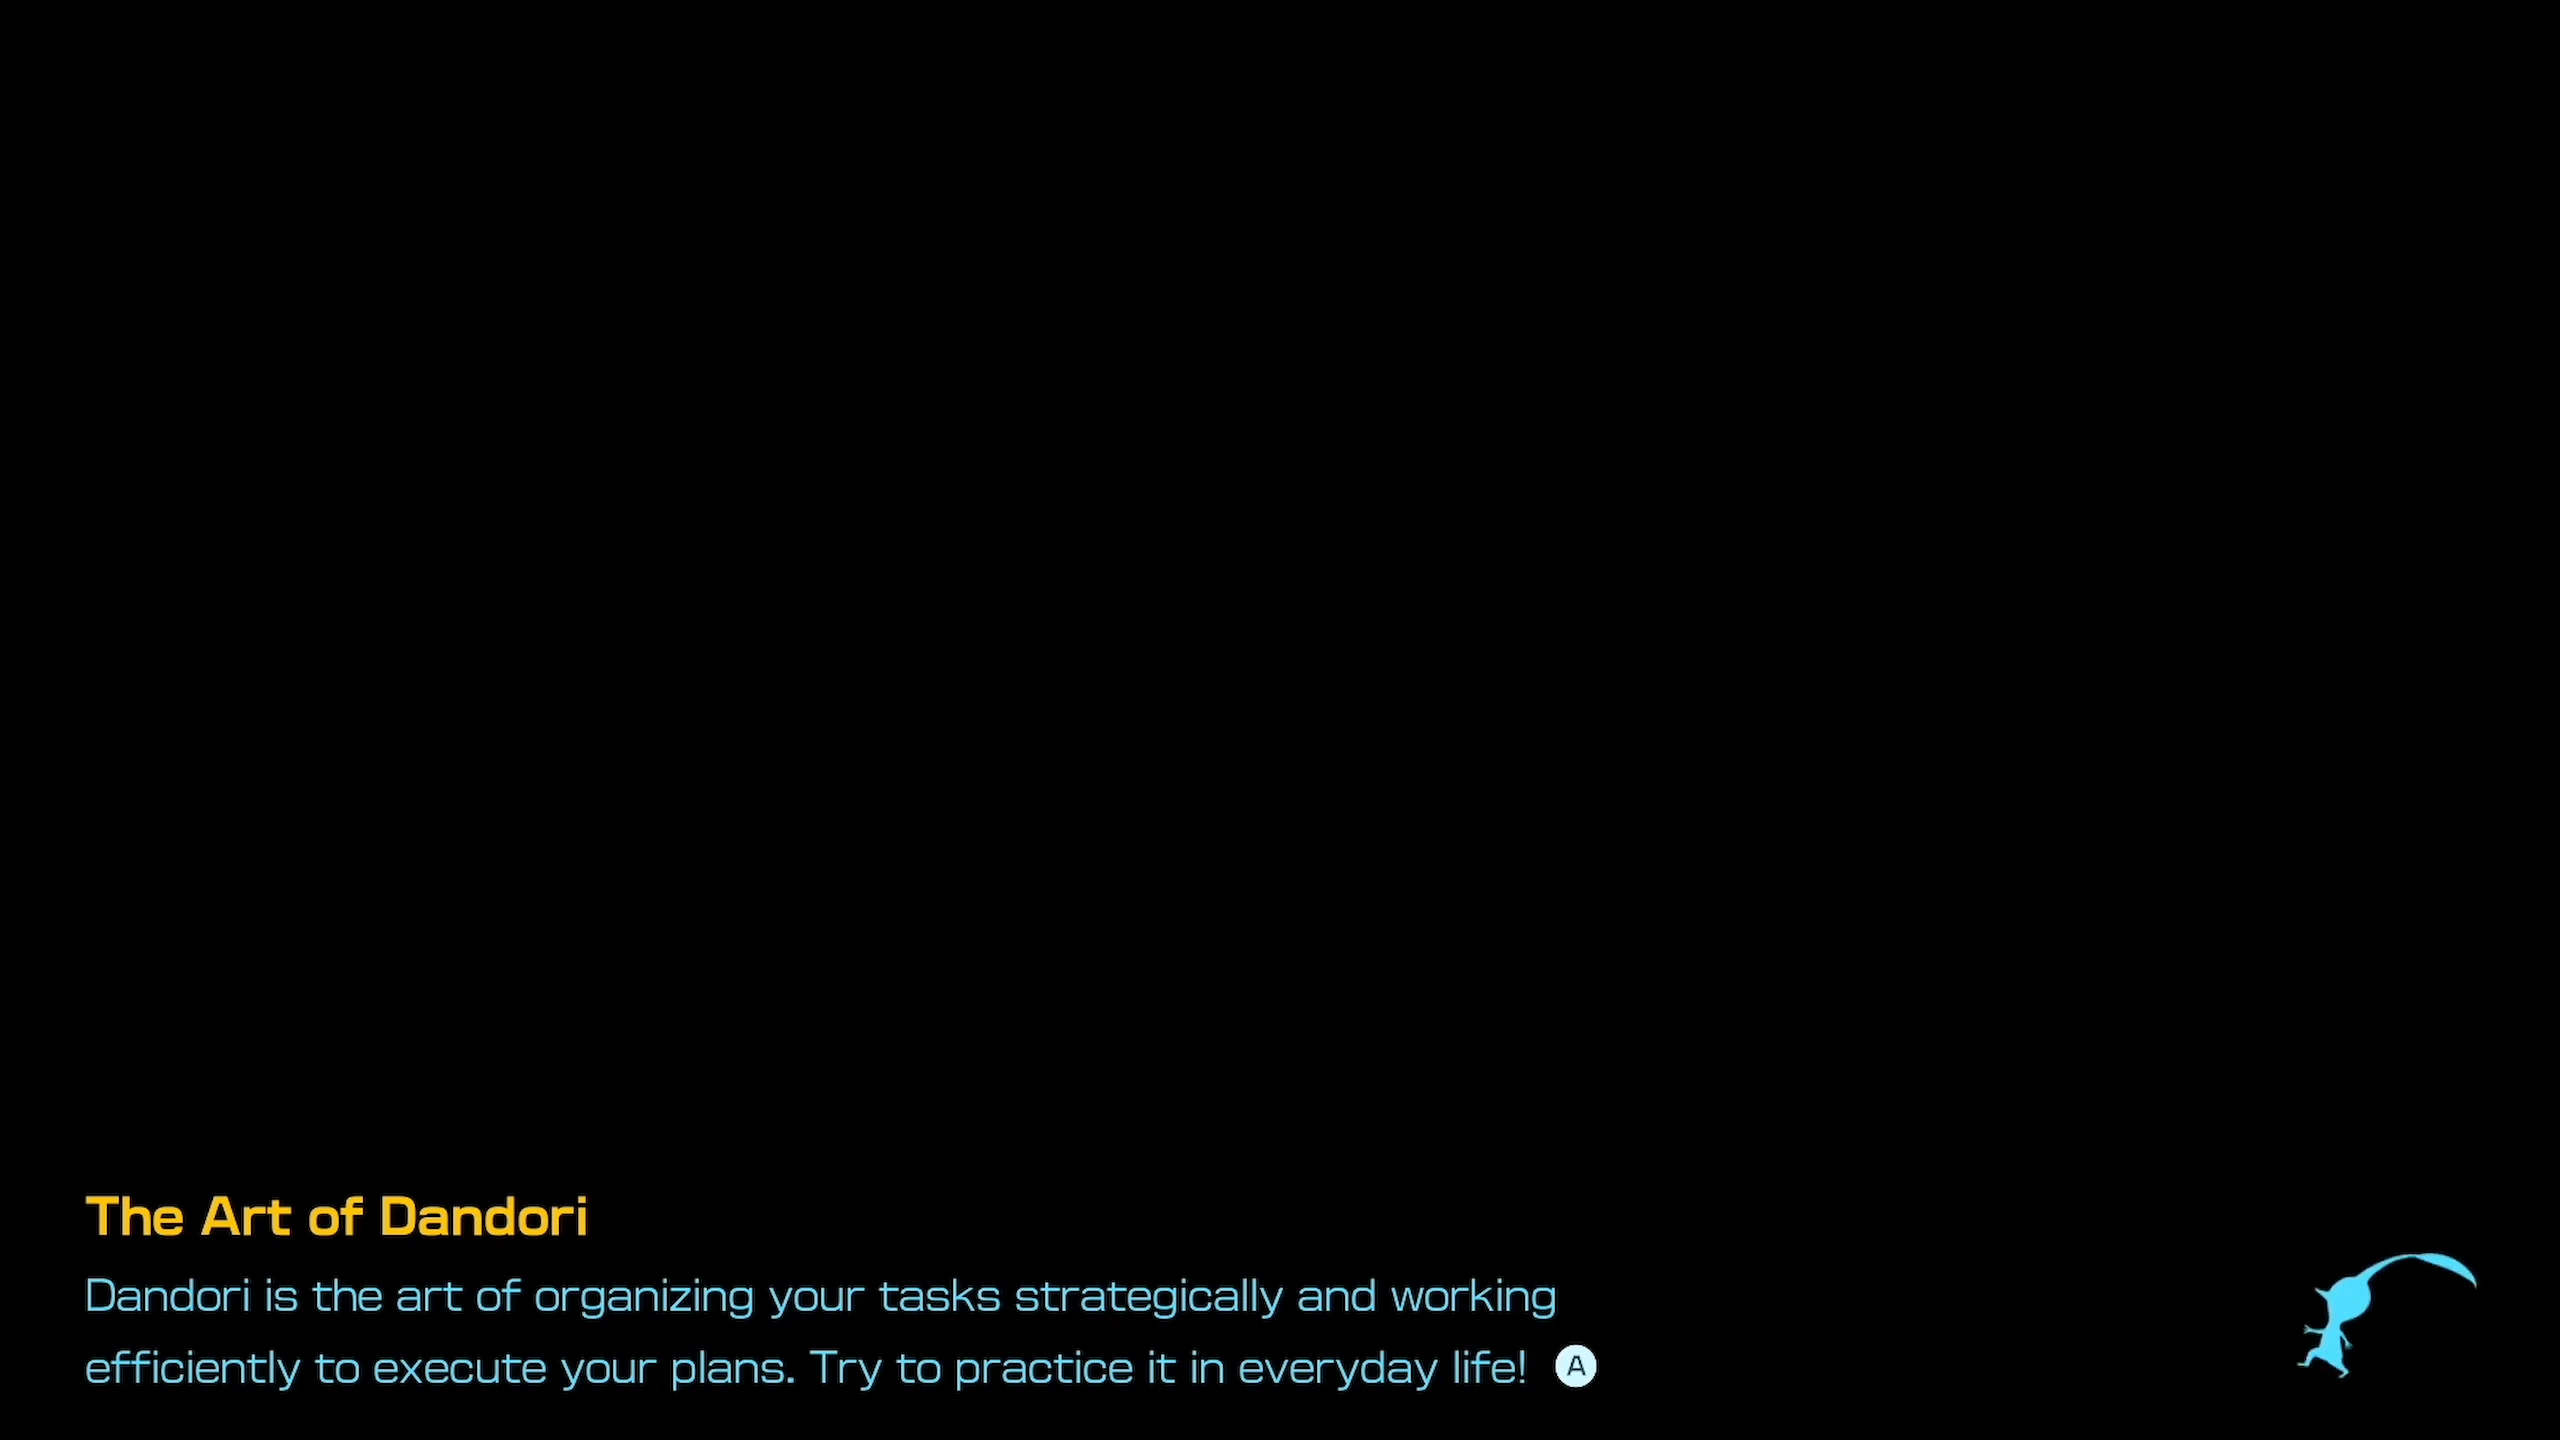 The Art of Dandori
Dandori is the art of organizing your tasks strategically and working
efficiently to execute your plans. Try to practice it in everyday life! A